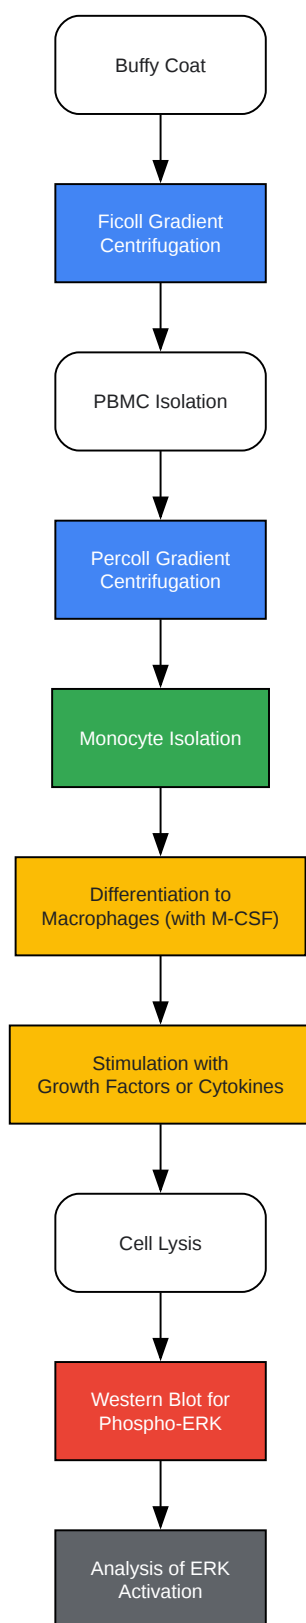 Buffy Coat
Ficoll Gradient
Centrifugation
PBMC Isolation
Percoll Gradient
Centrifugation
Monocyte Isolation
Differentiation to
Macrophages (with M-CSF)
Stimulation with
Growth Factors or Cytokines
Cell Lysis
Western Blot for
Phospho-ERK
Analysis of ERK
Activation